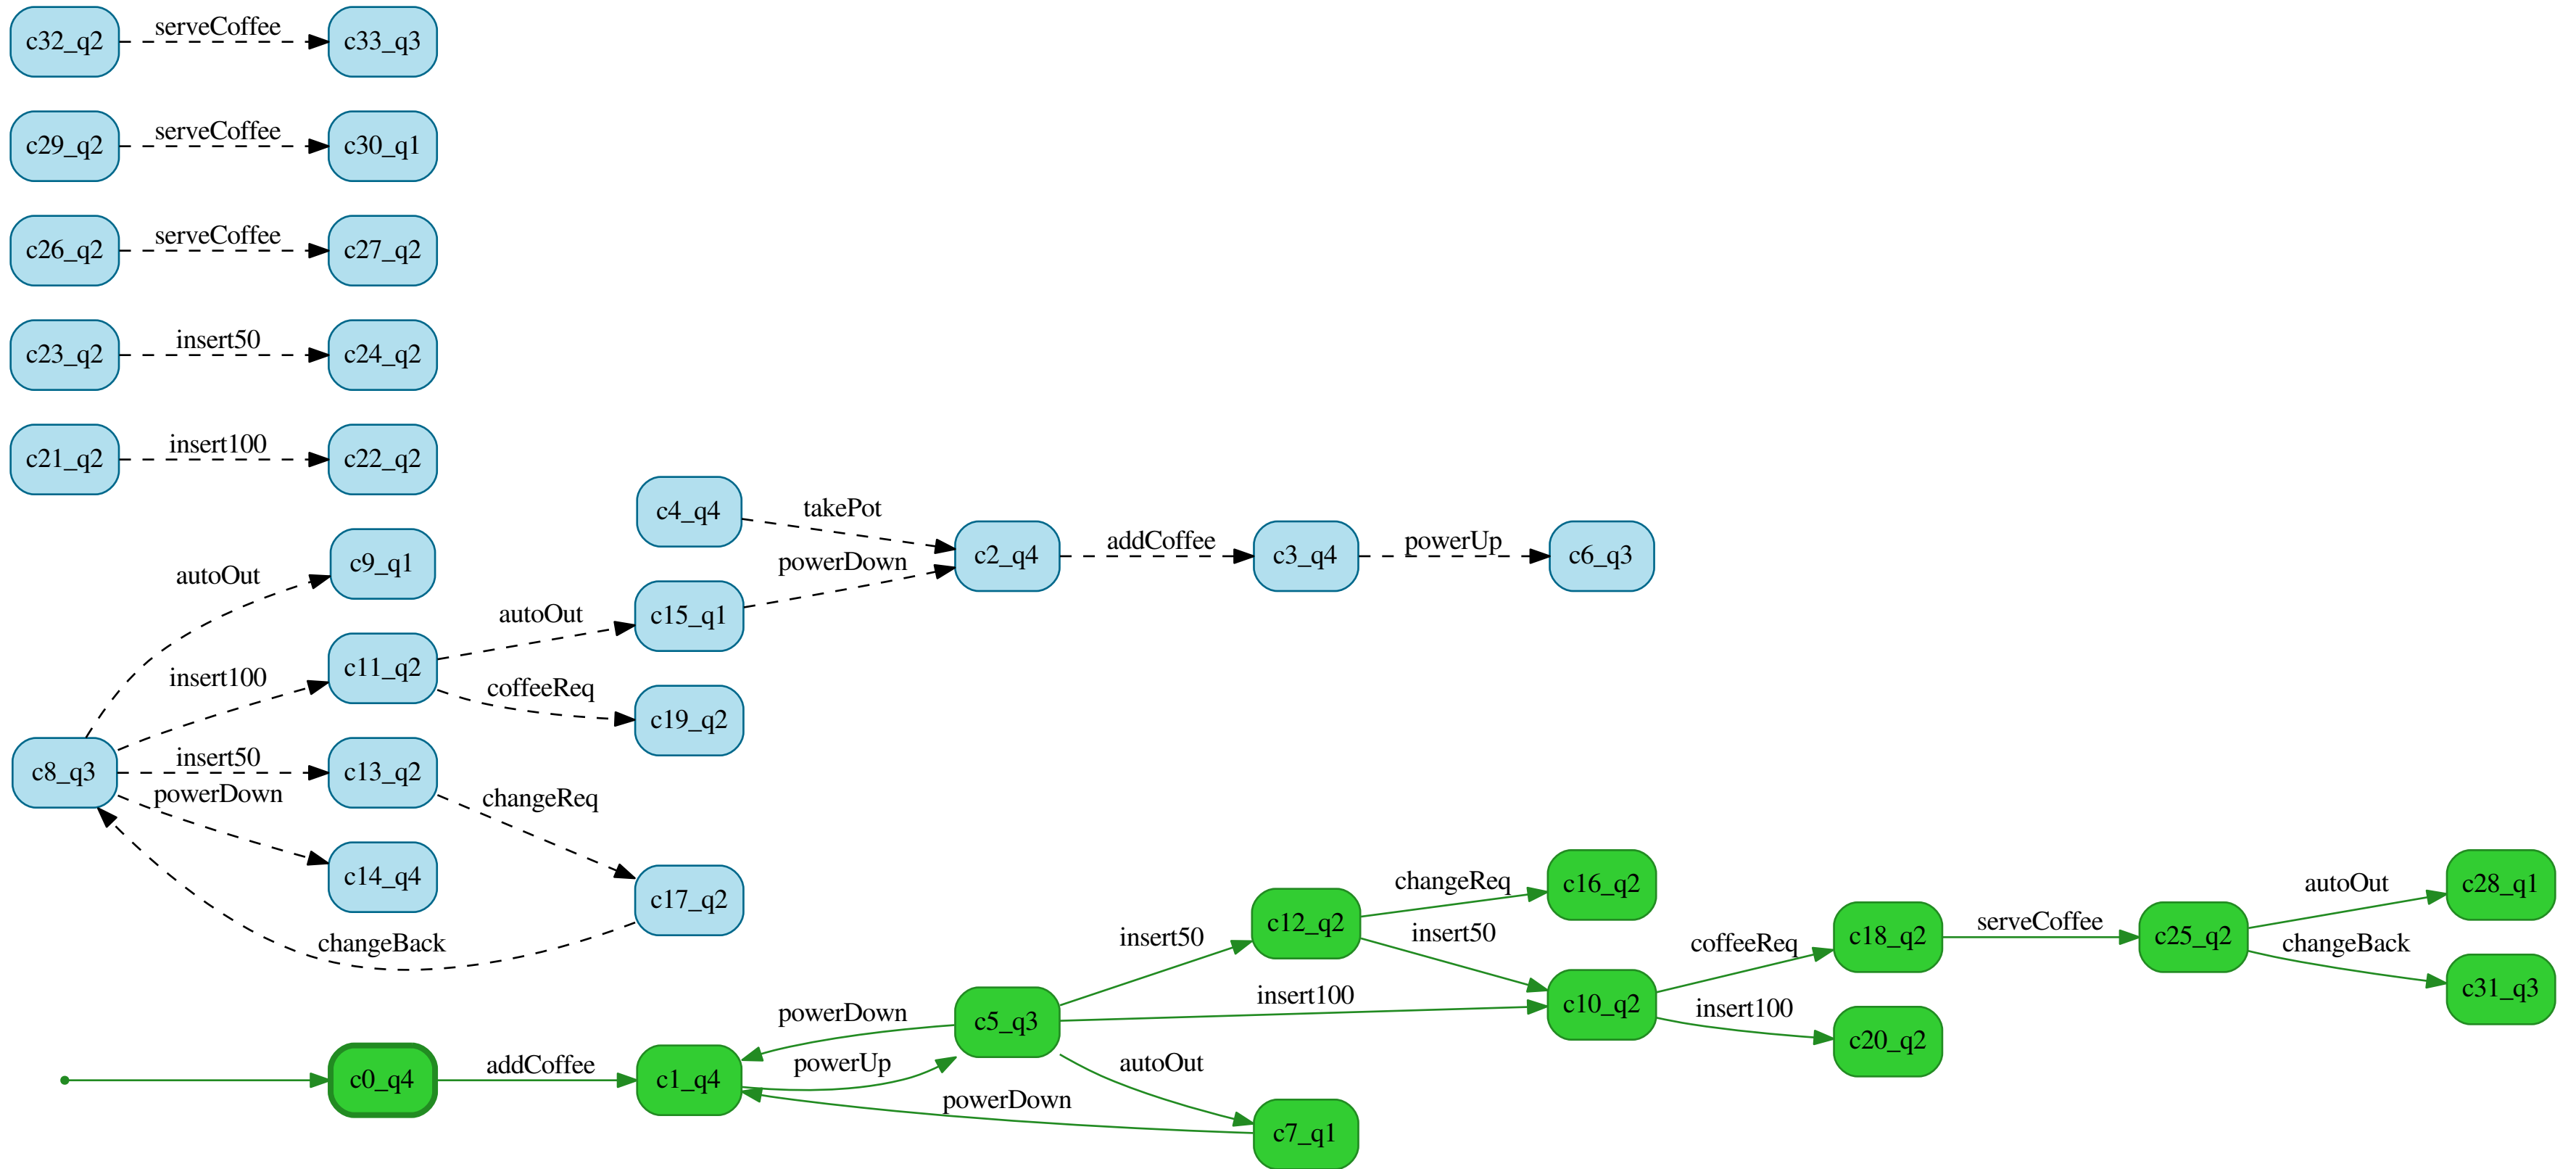 c32_q2 serveCoffee c33_q3
c29_q2 serveCoffee c30_q1
c26_q2 serveCoffee c27_q2
c23_q2 insert50 c24_q2
c21_q2 insert100 c22_q2
c4_q4 takePot
c2_q4 addCoffee c3_q4 powerUp c6_q3
powerDown
c9_q1
autoOut
c15_q1
autoOut
c11_q2
insert100
coffeeReq
c19_q2
c8_q3 insert50 c13_q2
powerDown
changeReq
c14_q4
c17_q2
changeBack
c16_q2
changeReq
c12_q2
insert50
insert50
c28_q1
autoOut
coffeeReq c18_q2 serveCoffee c25_q2
changeBack
c31_q3
insert100 c10_q2
insert100
c20_q2
powerDown c5_q3
powerUp
autoOut
c0_q4 addCoffee c1_q4
powerDown
c7_q1